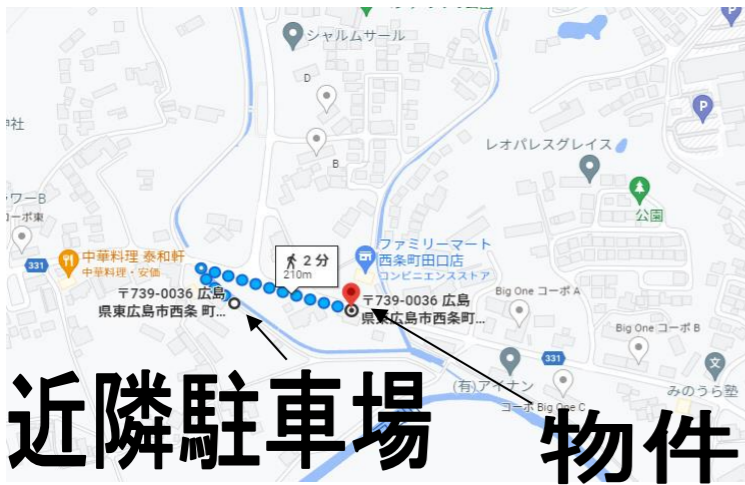 シャルムサール
D
P
P
神社
B
レオパレスグレイス
公園
コーポ東
331
中華料理 泰和軒
中華料理・安価
2 分
210m
ファミリーマート
西条町田口店
コンビニエンスストア
〒739-0036 広島
県東広島市西条 町...
〒739-0036 広島
県東広島市西条町...
Big One コーポ A
Big One コーポ B
331
(有)アイナン
コーポ Big One C
みのうら塾
文
近隣駐車場
物件